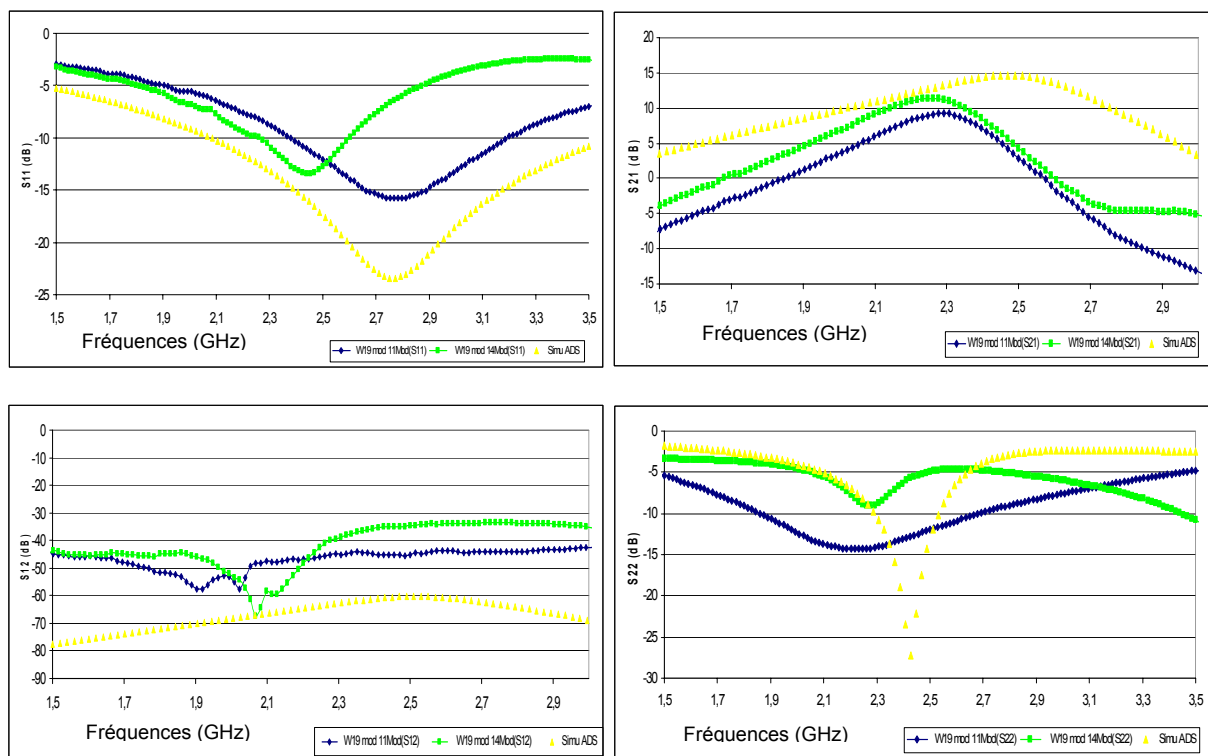 0
-5
-10
-15
-20
-25
S11 (dB)
1,5 1,7 1,9 2,1 2,3 2,5 2,7 2,9 3,1 3,3 3,5
Fréquences (GHz)
W19 mod 11Mod(S11) W19 mod 14Mod(S11) Simu ADS
20
15
10
5
0
-5
-10
-15
S21 (dB)
1,5 1,7 1,9 2,1 2,3 2,5 2,7 2,9
Fréquences (GHz)
W19 mod 11Mod(S21) W19 mod 14Mod(S21) Simu ADS
0
-10
-20
-30
-40
-50
-60
-70
-80
-90
S12 (dB)
1,5 1,7 1,9 2,1 2,3 2,5 2,7 2,9
Fréquences (GHz)
W19 mod 11Mod(S12) W19 mod 14Mod(S12) Simu ADS
0
-5
-10
-15
-20
-25
-30
S22 (dB)
1,5 1,7 1,9 2,1 2,3 2,5 2,7 2,9 3,1 3,3 3,5
Fréquences (GHz)
W19 mod 11Mod(S22) W19 mod 14Mod(S22) Simu ADS